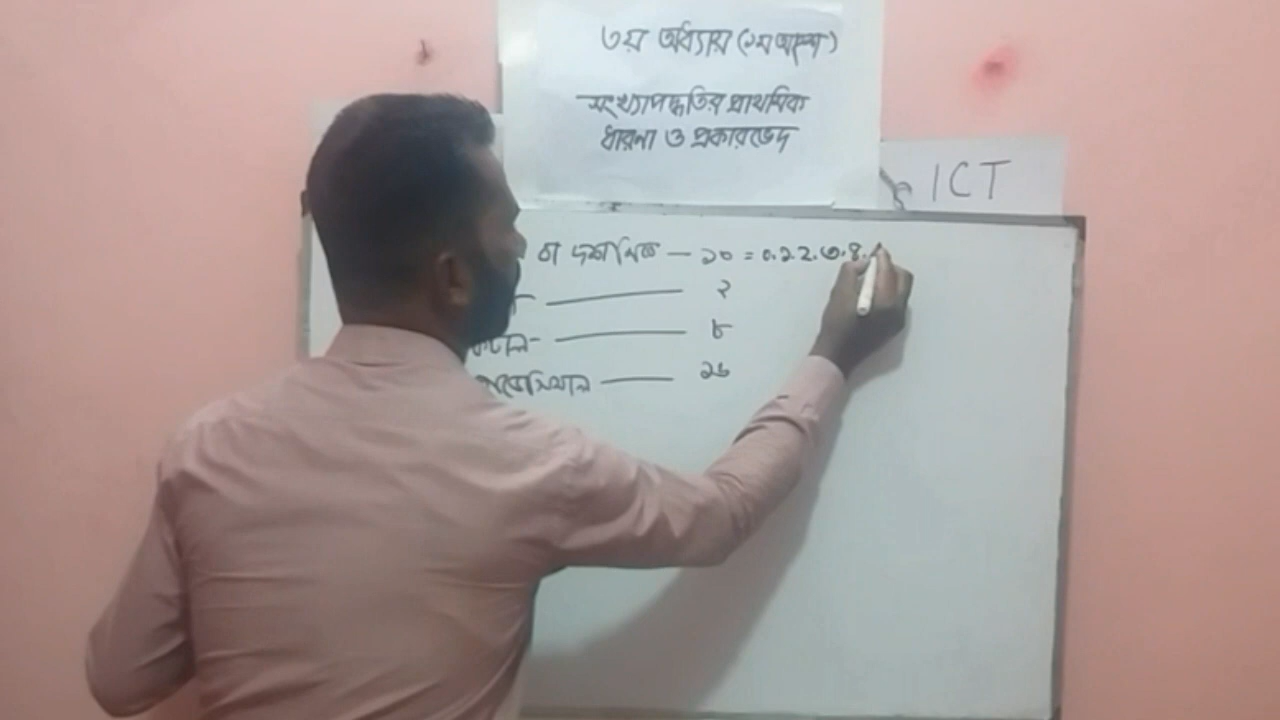 ৩য় অধ্যায় (১ম অংশ)
সংখ্যাপদ্ধতির প্রাথমিক
ধারনা ও প্রকারভেদ
ICT
বা দশমিক — ১০ = ০.১.২.৩.৪.
২
৮
১৬